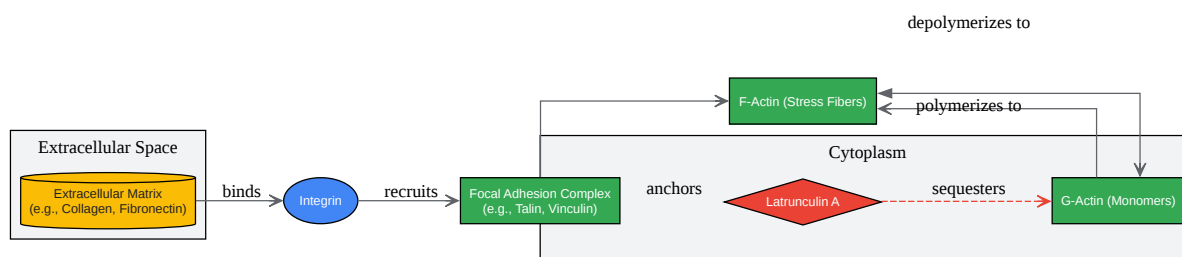 depolymerizes to
F-Actin (Stress Fibers)
polymerizes to
Extracellular Space
Cytoplasm
Extracellular Matrix
(e.g., Collagen, Fibronectin)
binds
Integrin
recruits
Focal Adhesion Complex
(e.g., Talin, Vinculin)
anchors
Latrunculin A
sequesters
G-Actin (Monomers)